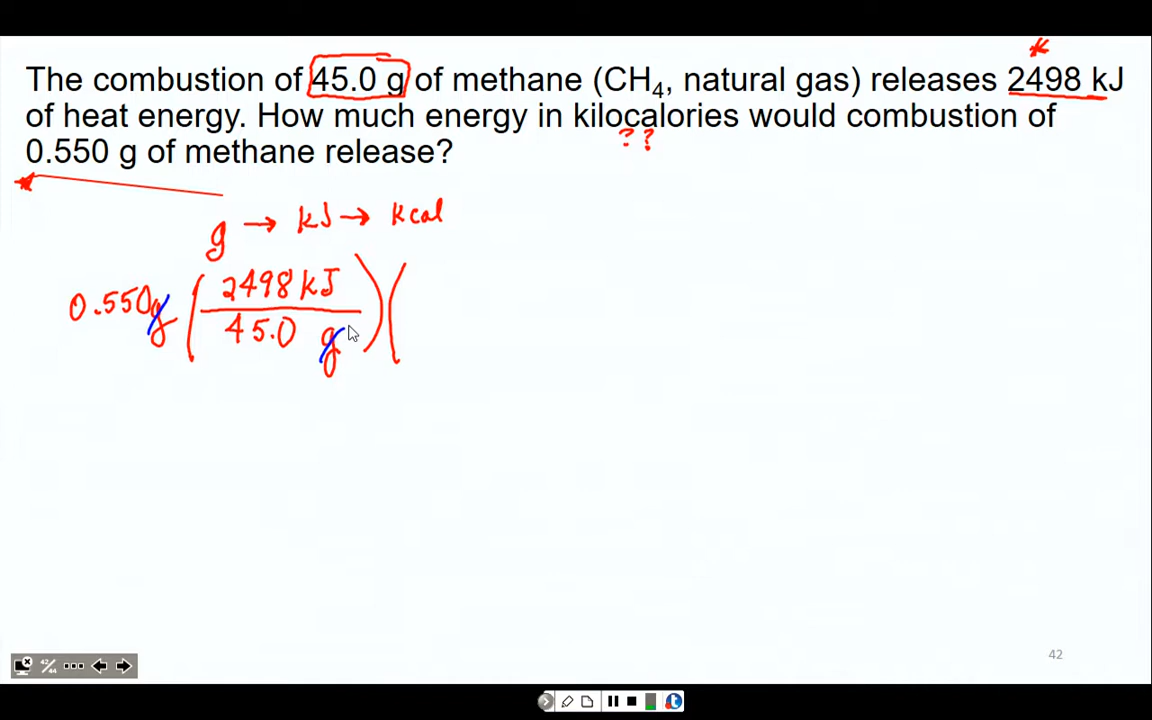 The combustion of 45.0 g of methane (CH₄, natural gas) releases 2498 kJ
of heat energy. How much energy in kilocalories would combustion of
??
0.550 g of methane release?
g → kJ → kcal
0.550g ( 2498 kJ / 45.0 g ) (
42